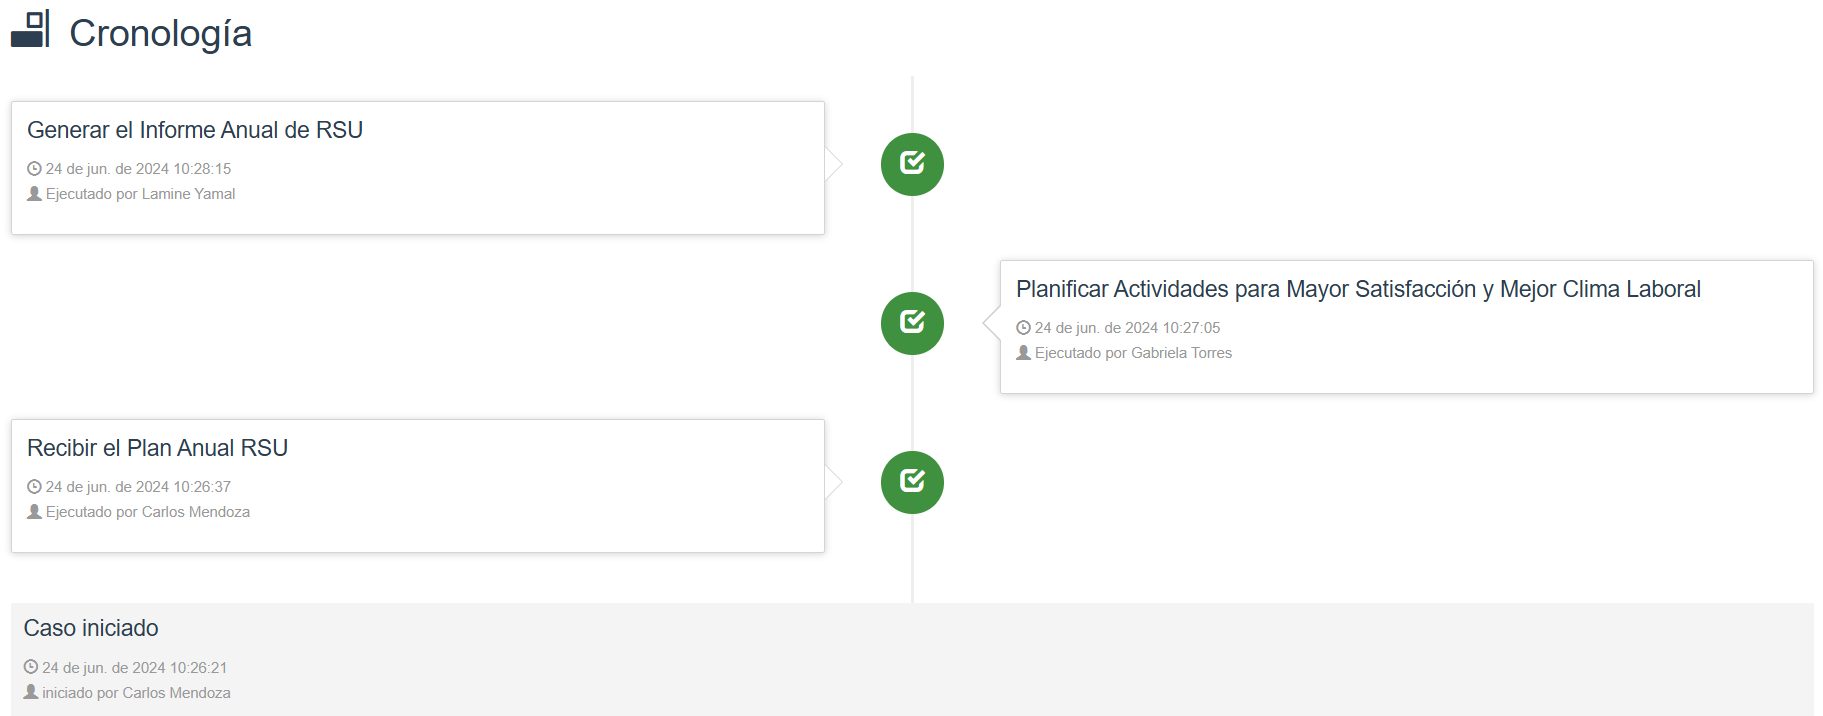 Cronología
Generar el Informe Anual de RSU
24 de jun. de 2024 10:28:15
Ejecutado por Lamine Yamal
Planificar Actividades para Mayor Satisfacción y Mejor Clima Laboral
24 de jun. de 2024 10:27:05
Ejecutado por Gabriela Torres
Recibir el Plan Anual RSU
24 de jun. de 2024 10:26:37
Ejecutado por Carlos Mendoza
Caso iniciado
24 de jun. de 2024 10:26:21
iniciado por Carlos Mendoza